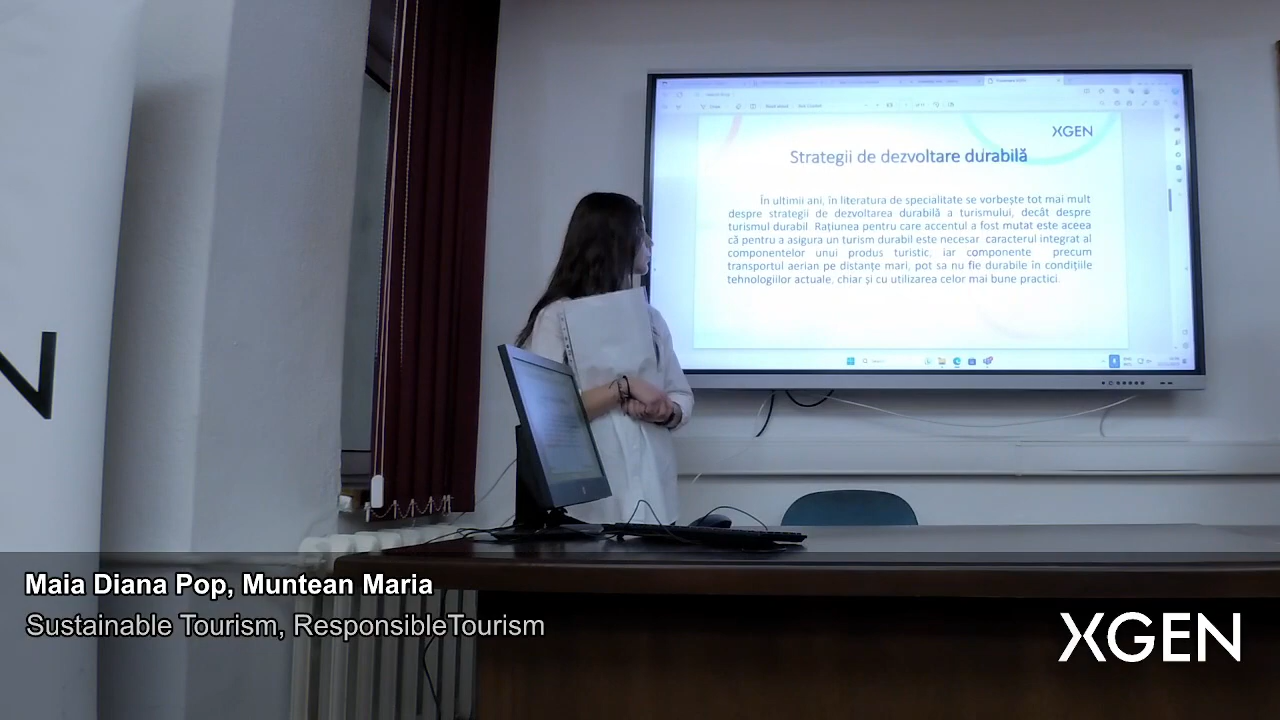 XGEN
Strategii de dezvoltare durabilă
În ultimii ani, în literatura de specialitate se vorbește tot mai mult
despre strategii de dezvoltarea durabilă a turismului, decât despre
turismul durabil Rațiunea pentru care accentul a fost mutat este aceea
că pentru a asigura un turism durabil este necesar caracterul integrat al
componentelor unui produs turistic, iar componente precum
transportul aerian pe distanțe mari, pot sa nu fie durabile în condițiile
tehnologiilor actuale, chiar și cu utilizarea celor mai bune practici.
N
Maia Diana Pop, Muntean Maria
Sustainable Tourism, ResponsibleTourism
XGEN